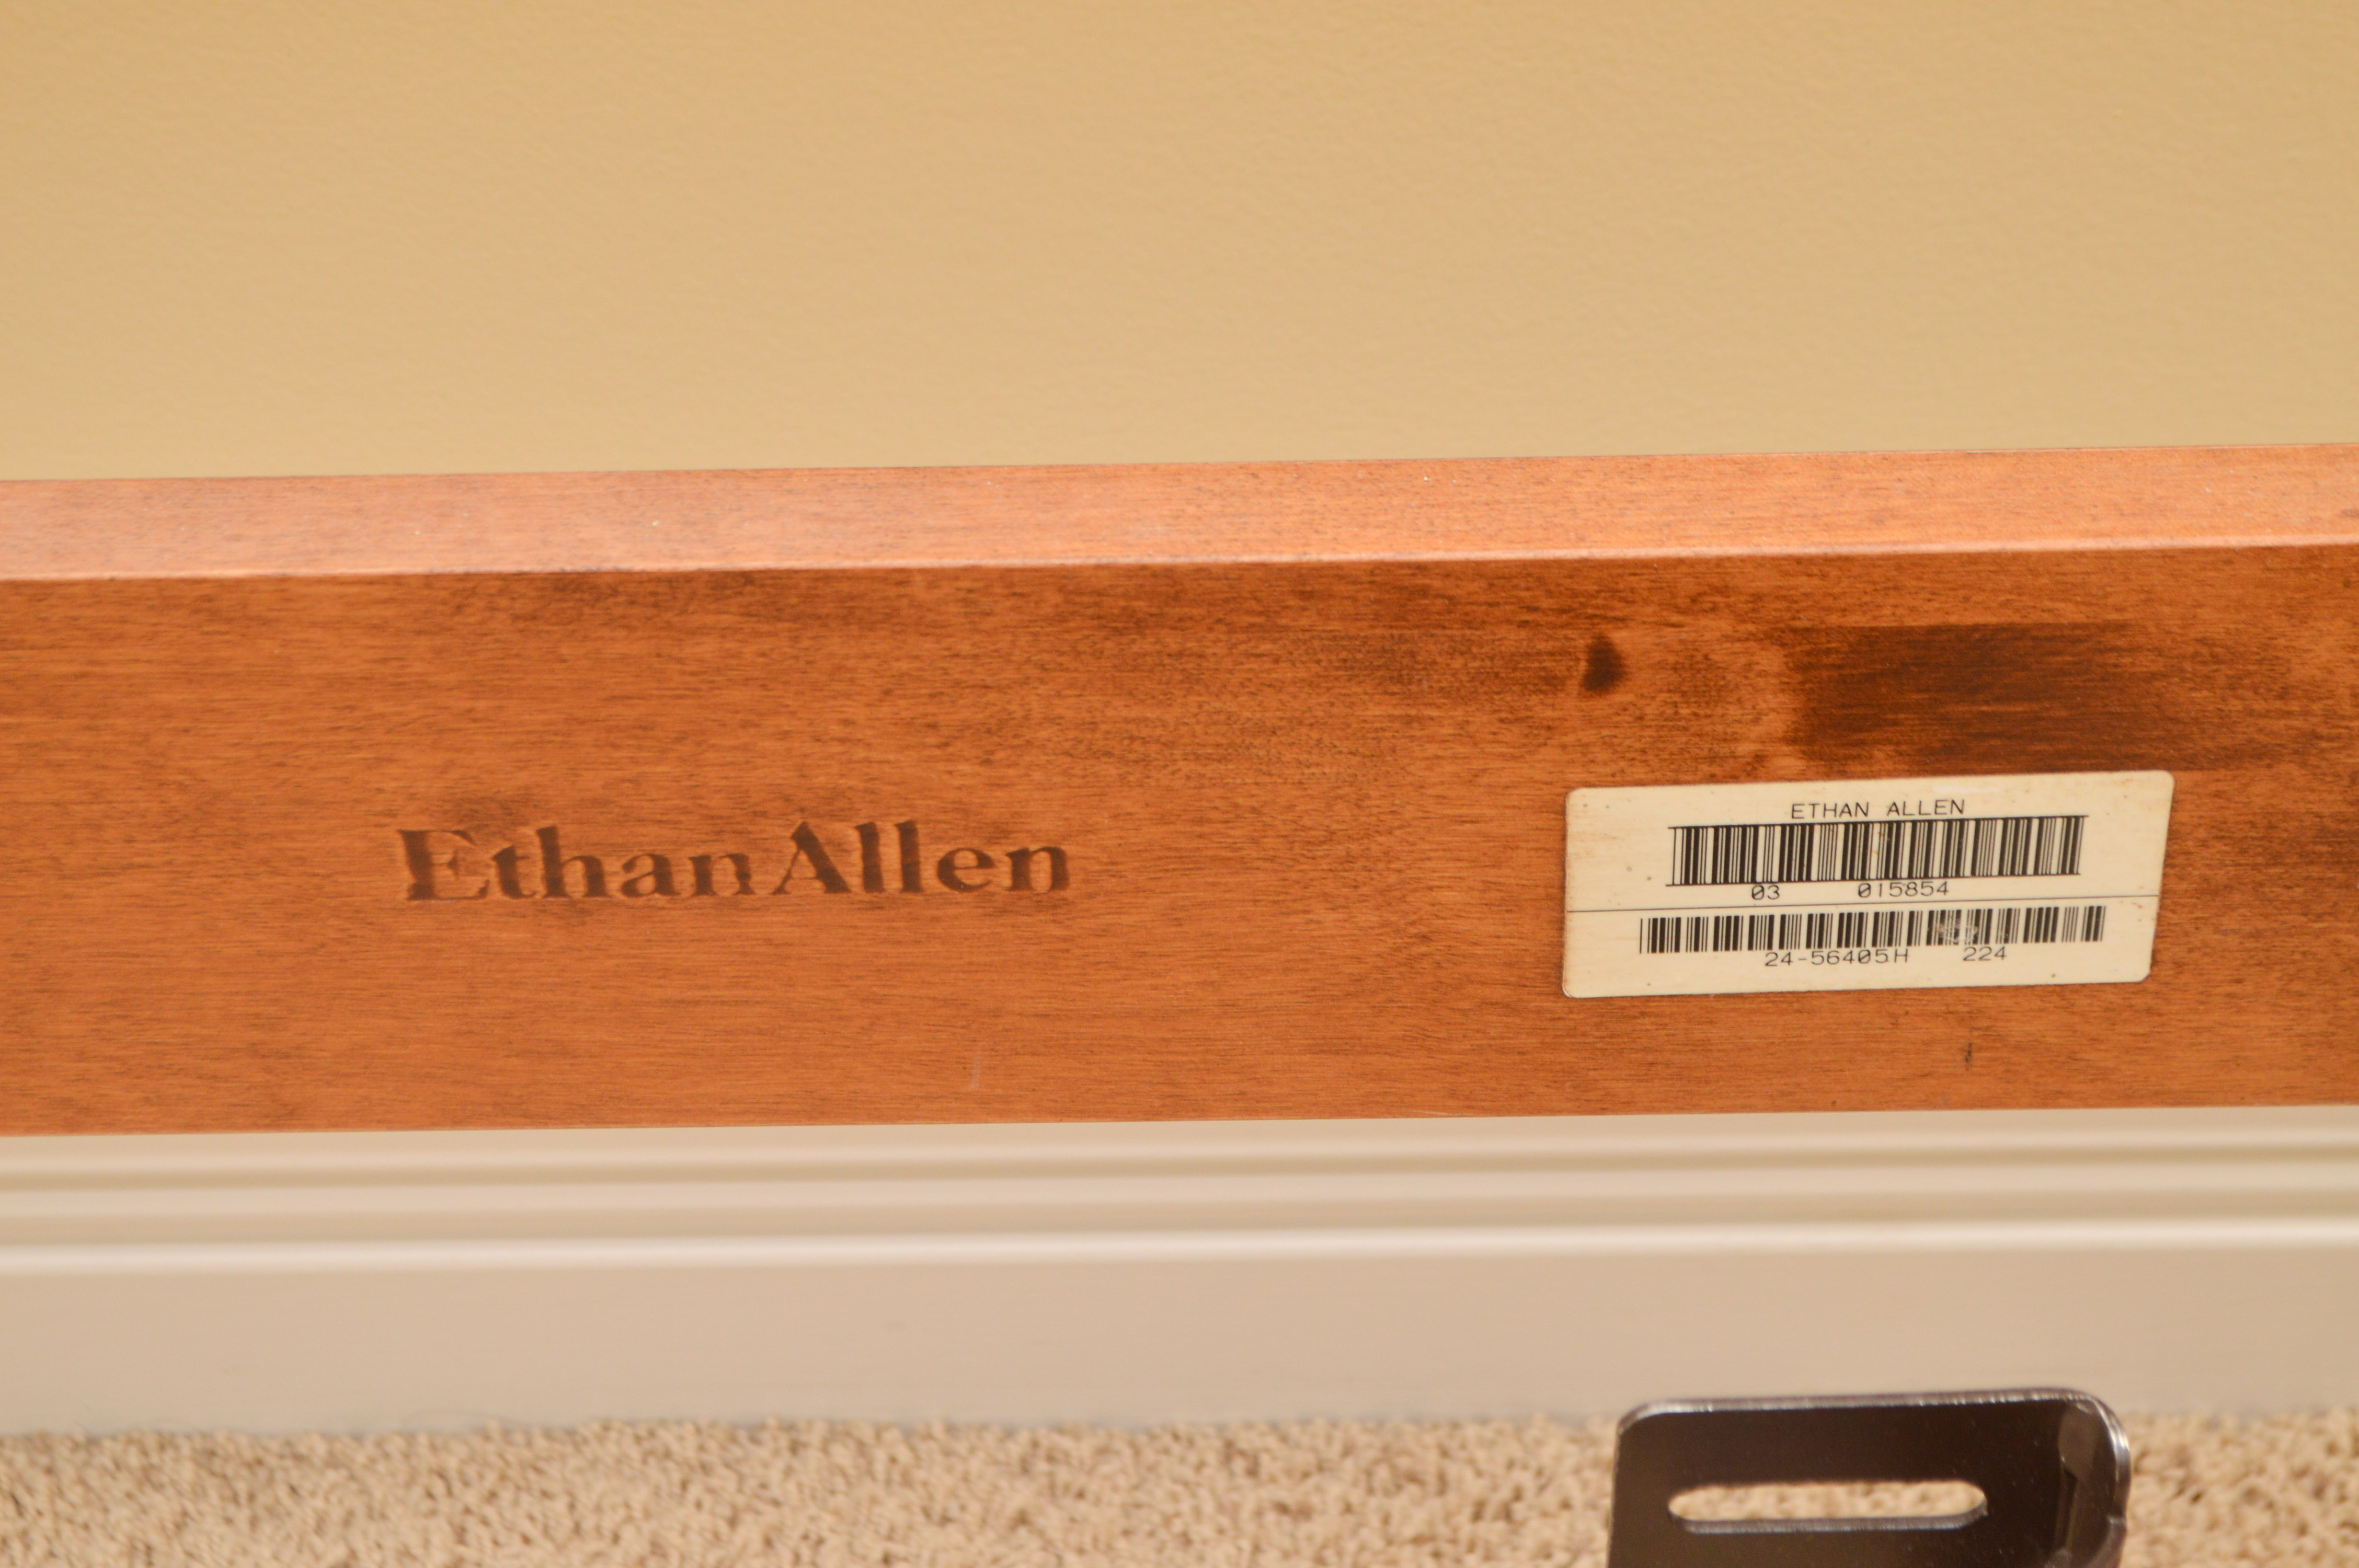 EthanAllen
ETHAN ALLEN
03 015854
24-56405H 224